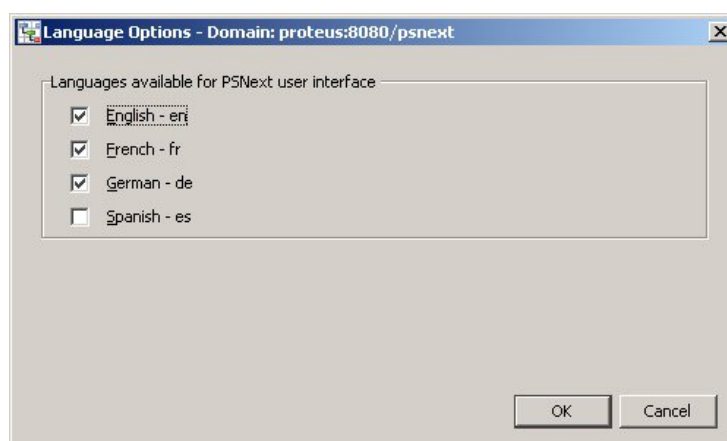 Language Options - Domain: proteus:8080/psnext
Languages available for PSNext user interface
English - en
French - fr
German - de
Spanish - es
OK Cancel